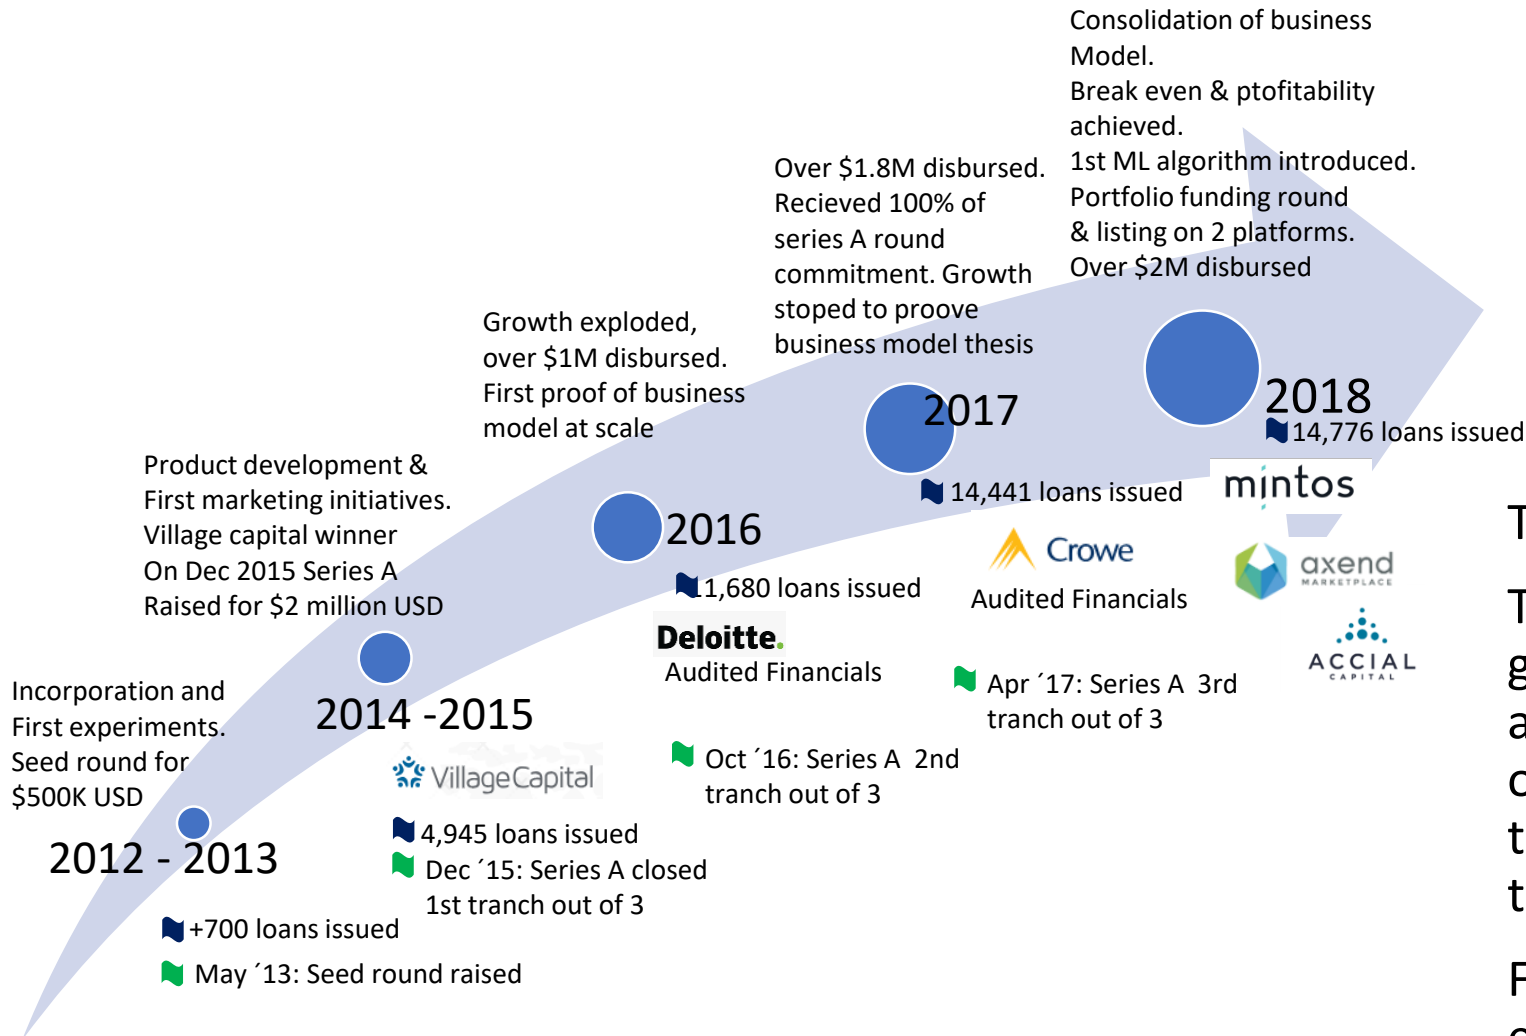 Consolidation of business
Model.
Break even & ptofitability
achieved.
1st ML algorithm introduced.
Portfolio funding round
& listing on 2 platforms.
Over $2M disbursed
Over $1.8M disbursed.
Recieved 100% of
series A round
commitment. Growth
stoped to proove
business model thesis
Growth exploded,
over $1M disbursed.
First proof of business
model at scale
Product development &
First marketing initiatives.
Village capital winner
On Dec 2015 Series A
Raised for $2 million USD
Incorporation and
First experiments.
Seed round for
$500K USD
2012 - 2013
+700 loans issued
May ´13: Seed round raised
2014 -2015
VillageCapital
4,945 loans issued
Dec ´15: Series A closed
1st tranch out of 3
2016
11,680 loans issued
Deloitte.
Audited Financials
Oct ´16: Series A 2nd
tranch out of 3
2017
14,441 loans issued
Crowe
Audited Financials
Apr ´17: Series A 3rd
tranch out of 3
2018
14,776 loans issued
mintos
axend
MARKETPLACE
ACCIAL
CAPITAL